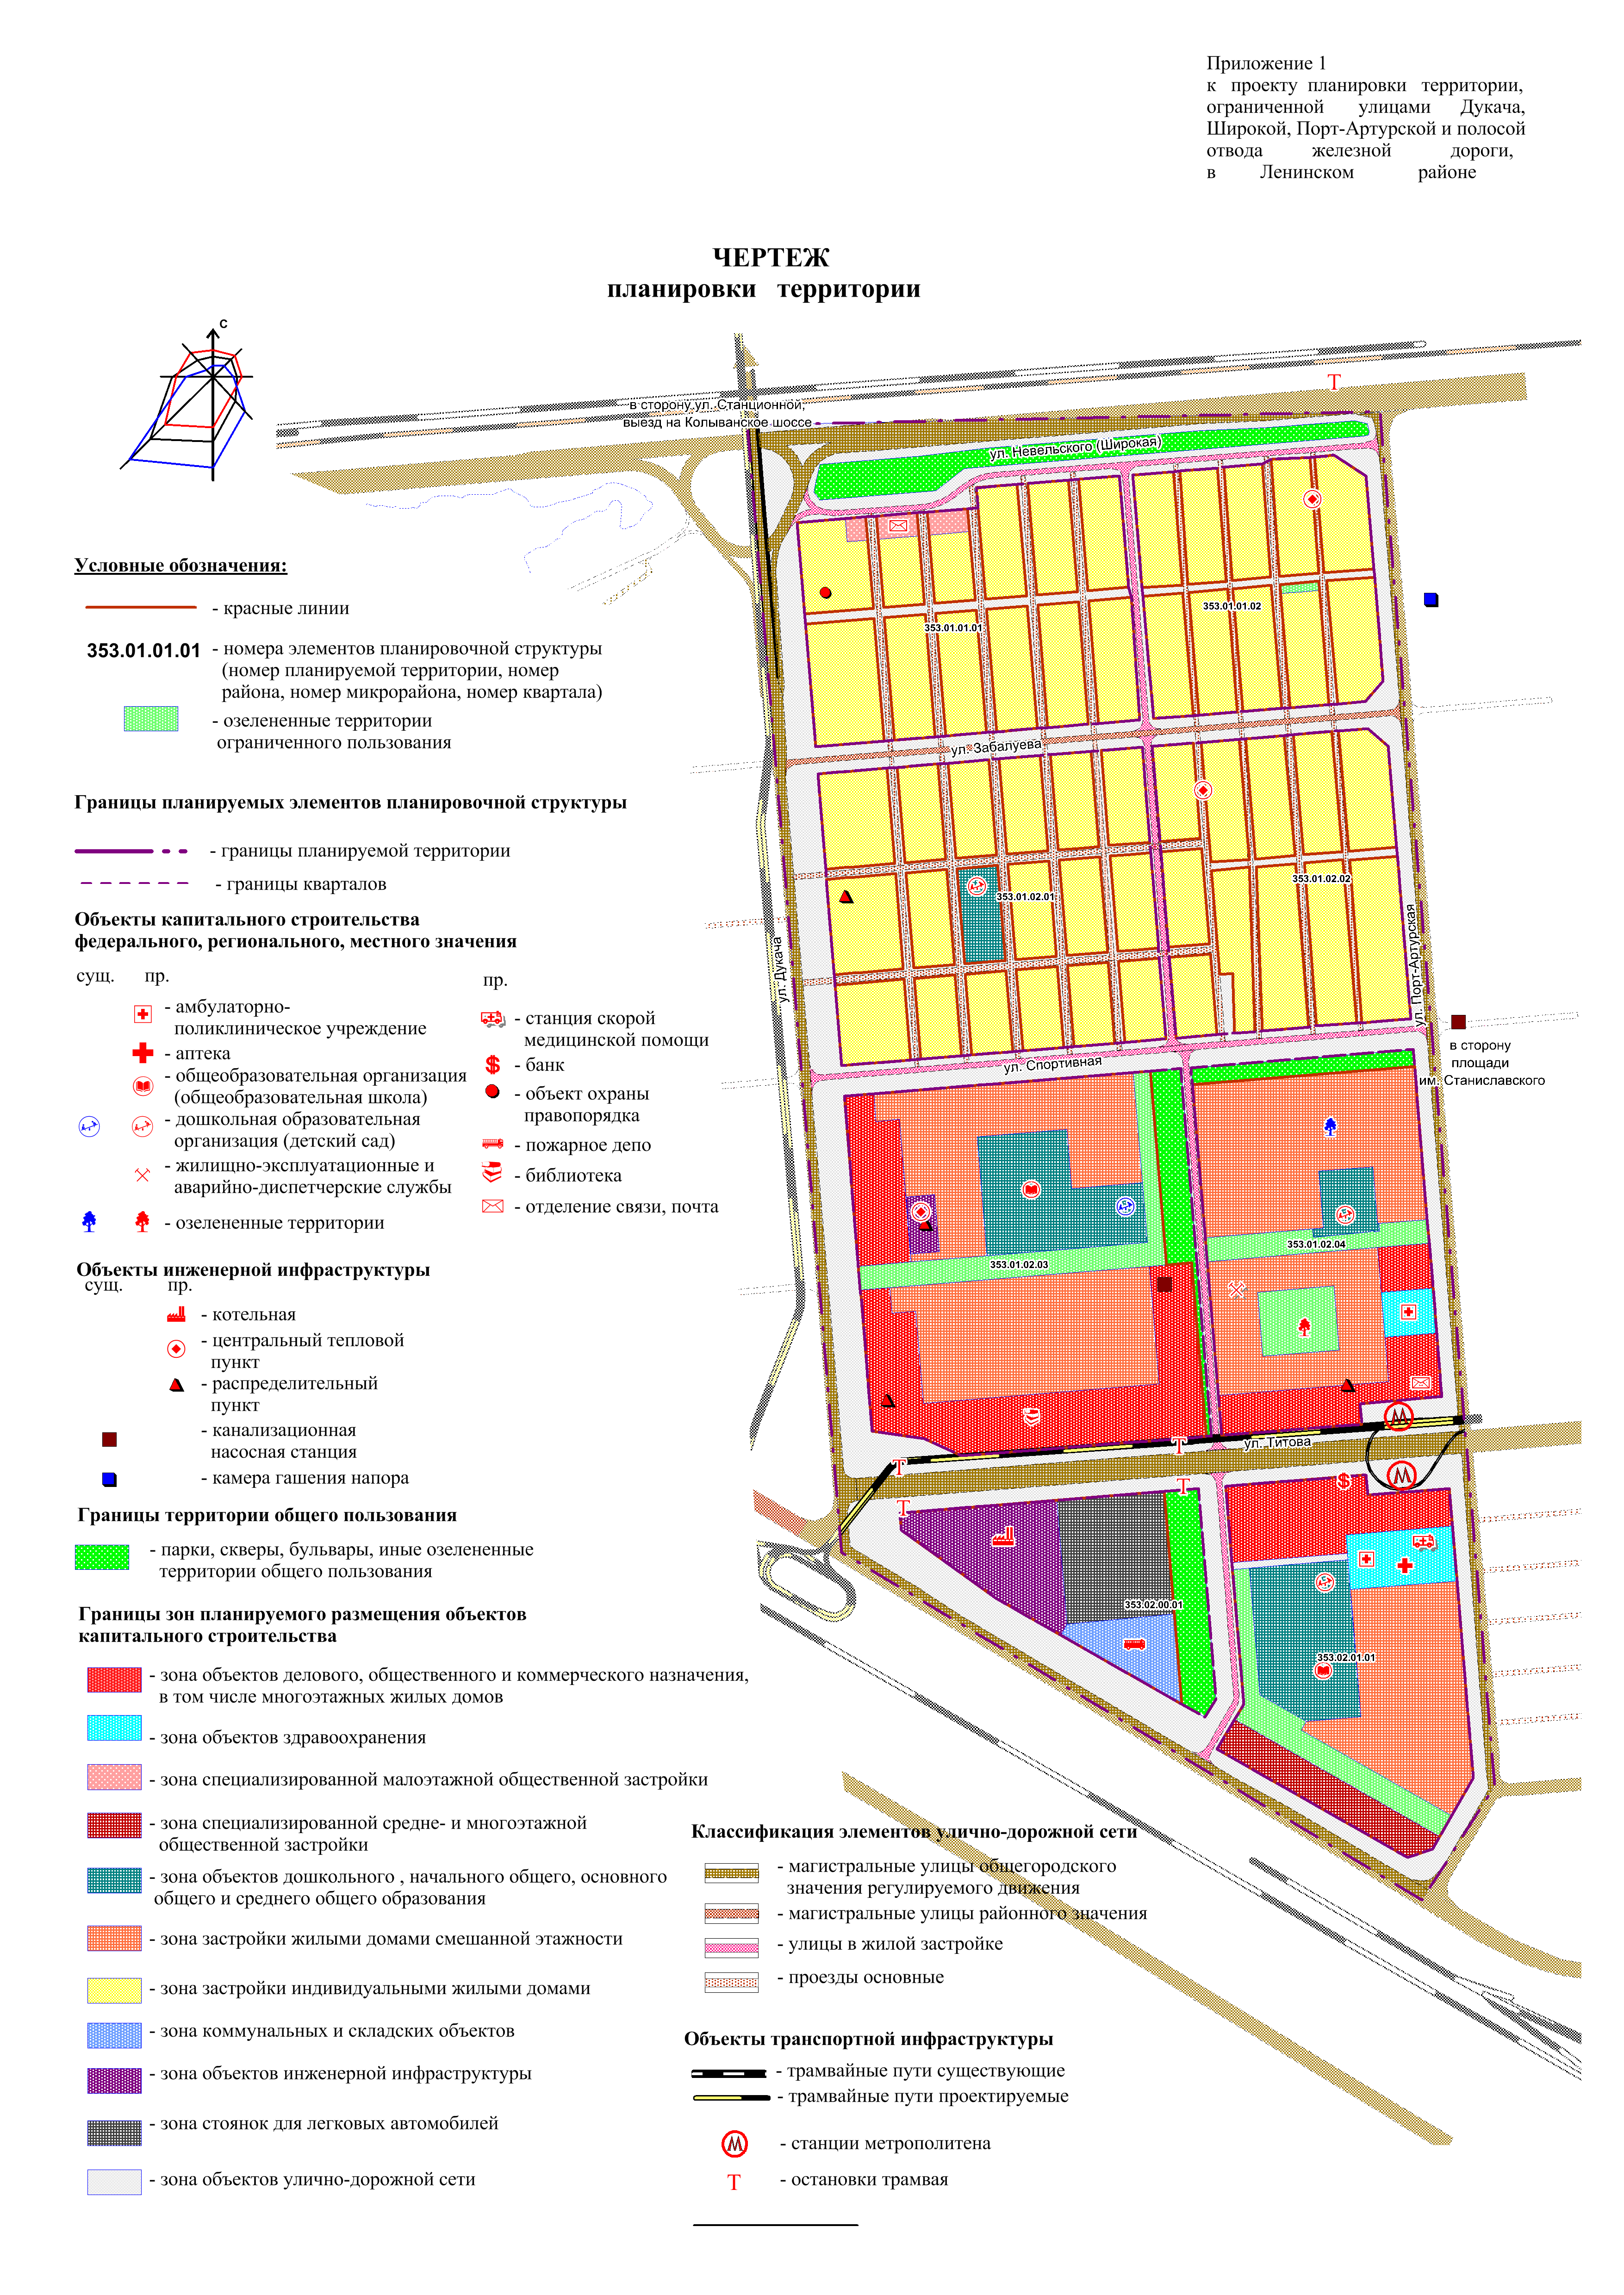 Приложение 1
к проекту планировки территории,
ограниченной улицами Дукача,
Широкой, Порт-Артурской и полосой
отвода железной дороги,
в Ленинском районе
ЧЕРТЕЖ
планировки территории
С
Т
в сторону ул. Станционной,
выезд на Колыванское шоссе
ул. Невельского (Широкая)
353.01.01.02
353.01.01.01
ул. Забалуева
353.01.02.02
353.01.02.01
ул. Дукача
ул. Порт-Артурская
в сторону
площади
им. Станиславского
ул. Спортивная
353.01.02.04
353.01.02.03
ул. Титова
Т
Т
Т
Т
353.02.00.01
353.02.01.01
Условные обозначения:
- красные линии
353.01.01.01 - номера элементов планировочной структуры
(номер планируемой территории, номер
района, номер микрорайона, номер квартала)
- озелененные территории
ограниченного пользования
Границы планируемых элементов планировочной структуры
- границы планируемой территории
- границы кварталов
Объекты капитального строительства
федерального, регионального, местного значения
сущ. пр.
- амбулаторно-
поликлиническое учреждение
- аптека
- общеобразовательная организация
(общеобразовательная школа)
- дошкольная образовательная
организация (детский сад)
- жилищно-эксплуатационные и
аварийно-диспетчерские службы
- озелененные территории
пр.
- станция скорой
медицинской помощи
- банк
- объект охраны
правопорядка
- пожарное депо
- библиотека
- отделение связи, почта
Объекты инженерной инфраструктуры
сущ. пр.
- котельная
- центральный тепловой
пункт
- распределительный
пункт
- канализационная
насосная станция
- камера гашения напора
Границы территории общего пользования
- парки, скверы, бульвары, иные озелененные
территории общего пользования
Границы зон планируемого размещения объектов
капитального строительства
- зона объектов делового, общественного и коммерческого назначения,
в том числе многоэтажных жилых домов
- зона объектов здравоохранения
- зона специализированной малоэтажной общественной застройки
- зона специализированной средне- и многоэтажной
общественной застройки
- зона объектов дошкольного , начального общего, основного
общего и среднего общего образования
- зона застройки жилыми домами смешанной этажности
- зона застройки индивидуальными жилыми домами
- зона коммунальных и складских объектов
- зона объектов инженерной инфраструктуры
- зона стоянок для легковых автомобилей
- зона объектов улично-дорожной сети
Классификация элементов улично-дорожной сети
- магистральные улицы общегородского
значения регулируемого движения
- магистральные улицы районного значения
- улицы в жилой застройке
- проезды основные
Объекты транспортной инфраструктуры
- трамвайные пути существующие
- трамвайные пути проектируемые
- станции метрополитена
Т - остановки трамвая